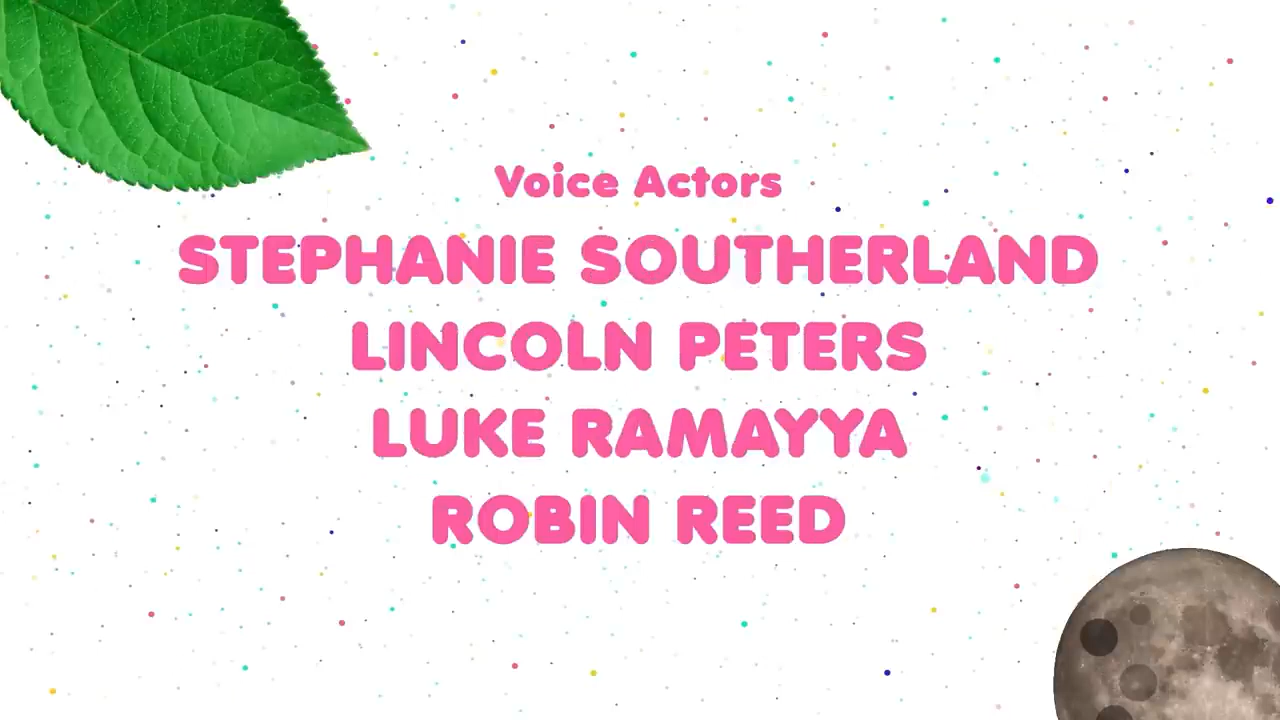 Voice Actors
STEPHANIE SOUTHERLAND
LINCOLN PETERS
LUKE RAMAYYA
ROBIN REED